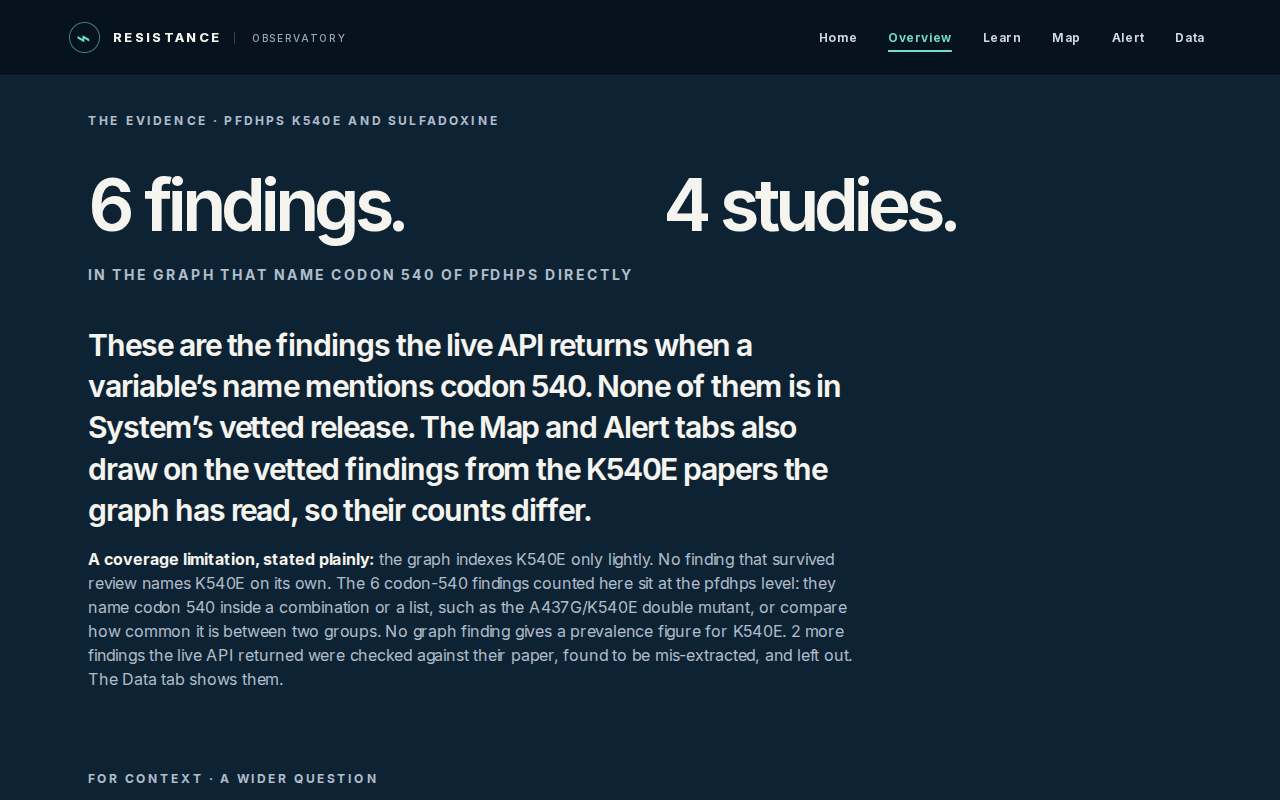 RESISTANCE | OBSERVATORY
Home Overview Learn Map Alert Data
THE EVIDENCE · PFDHPS K540E AND SULFADOXINE
6 findings. 4 studies.
IN THE GRAPH THAT NAME CODON 540 OF PFDHPS DIRECTLY
These are the findings the live API returns when a
variable’s name mentions codon 540. None of them is in
System’s vetted release. The Map and Alert tabs also
draw on the vetted findings from the K540E papers the
graph has read, so their counts differ.
A coverage limitation, stated plainly: the graph indexes K540E only lightly. No finding that survived
review names K540E on its own. The 6 codon-540 findings counted here sit at the pfdhps level: they
name codon 540 inside a combination or a list, such as the A437G/K540E double mutant, or compare
how common it is between two groups. No graph finding gives a prevalence figure for K540E. 2 more
findings the live API returned were checked against their paper, found to be mis-extracted, and left out.
The Data tab shows them.
FOR CONTEXT · A WIDER QUESTION